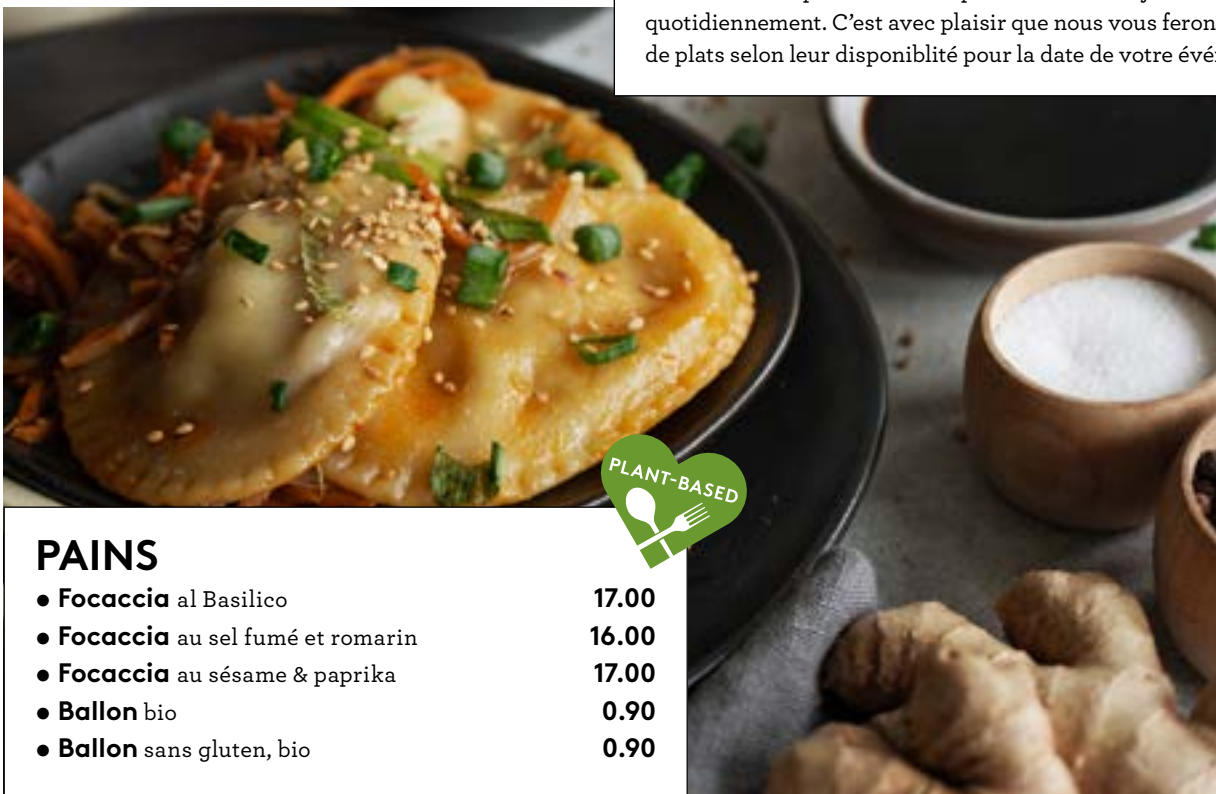 quotidiennement. C’est avec plaisir que nous vous feron
de plats selon leur disponiblité pour la date de votre évé
PLANT-BASED
PAINS
● Focaccia al Basilico 17.00
● Focaccia au sel fumé et romarin 16.00
● Focaccia au sésame & paprika 17.00
● Ballon bio 0.90
● Ballon sans gluten, bio 0.90